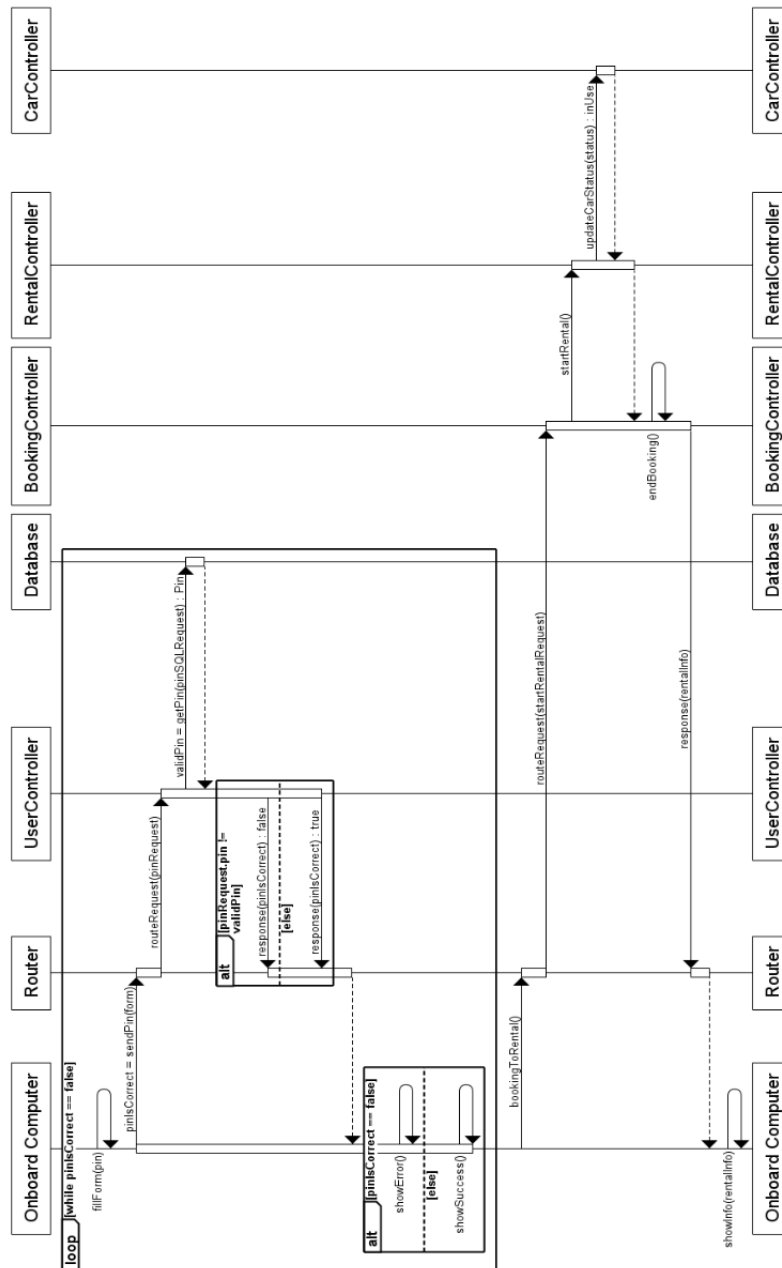 Onboard Computer
Router
UserController
Database
BookingController
RentalController
CarController
loop
[while pinIsCorrect == false]
fillForm(pin)
pinIsCorrect = sendPin(form)
routeRequest(pinRequest)
validPin = getPin(pinSQLRequest) : Pin
alt
[pinRequest.pin !=
validPin]
response(pinIsCorrect) : false
[else]
response(pinIsCorrect) : true
alt
[pinIsCorrect == false]
showError()
[else]
showSuccess()
bookingToRental()
routeRequest(startRentalRequest)
startRental()
updateCarStatus(status) : inUse
endBooking()
response(rentalInfo)
showInfo(rentalInfo)
Onboard Computer
Router
UserController
Database
BookingController
RentalController
CarController